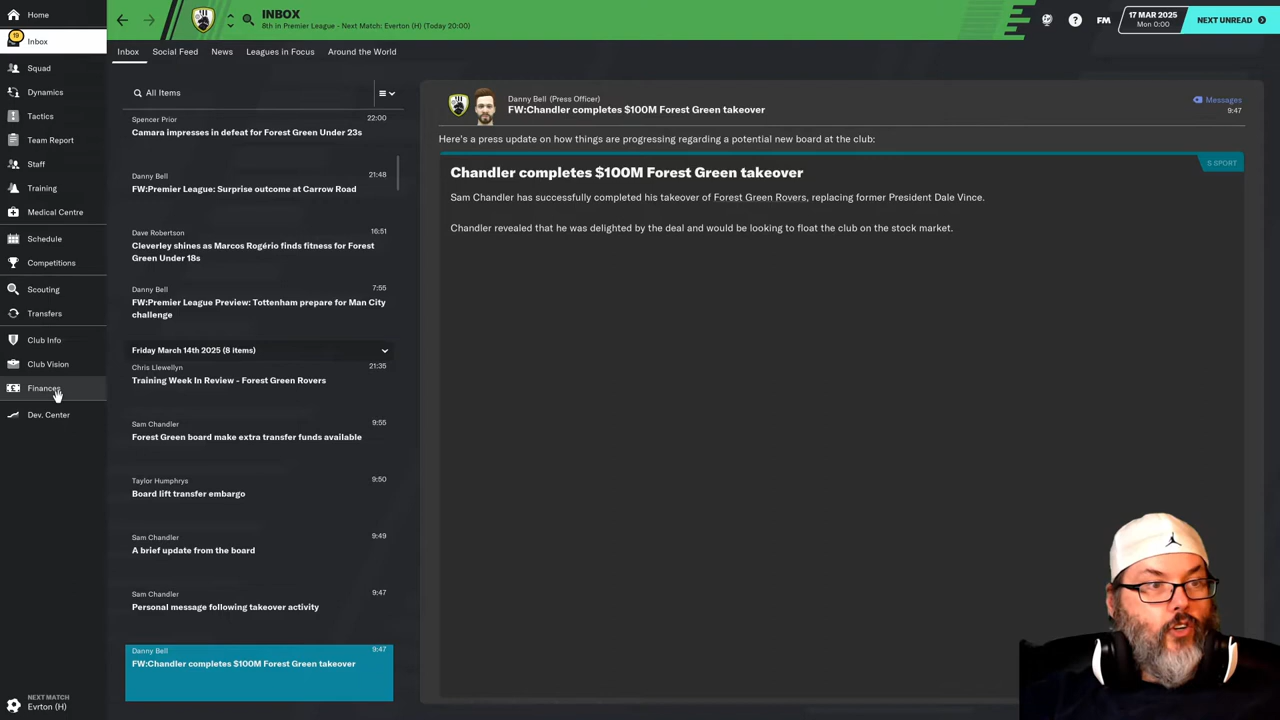 Home
19
Inbox
Squad
Dynamics
Tactics
Team Report
Staff
Training
Medical Centre
Schedule
Competitions
Scouting
Transfers
Club Info
Club Vision
Finances
Dev. Center
NEXT MATCH
Evrton (H)
INBOX
8th in Premier League - Next Match: Everton (H) (Today 20:00)
?
FM
17 MAR 2025
Mon 0:00
NEXT UNREAD
Inbox
Social Feed
News
Leagues in Focus
Around the World
All Items
Spencer Prior
22:00
Camara impresses in defeat for Forest Green Under 23s
Danny Bell
21:48
FW:Premier League: Surprise outcome at Carrow Road
Dave Robertson
16:51
Cleverley shines as Marcos Rogério finds fitness for Forest
Green Under 18s
Danny Bell
7:55
FW:Premier League Preview: Tottenham prepare for Man City
challenge
Friday March 14th 2025 (8 items)
Chris Llewellyn
21:35
Training Week In Review - Forest Green Rovers
Sam Chandler
9:55
Forest Green board make extra transfer funds available
Taylor Humphrys
9:50
Board lift transfer embargo
Sam Chandler
9:49
A brief update from the board
Sam Chandler
9:47
Personal message following takeover activity
Danny Bell
9:47
FW:Chandler completes $100M Forest Green takeover
Danny Bell (Press Officer)
FW:Chandler completes $100M Forest Green takeover
Messages
9:47
Here's a press update on how things are progressing regarding a potential new board at the club:
S SPORT
Chandler completes $100M Forest Green takeover
Sam Chandler has successfully completed his takeover of Forest Green Rovers, replacing former President Dale Vince.
Chandler revealed that he was delighted by the deal and would be looking to float the club on the stock market.